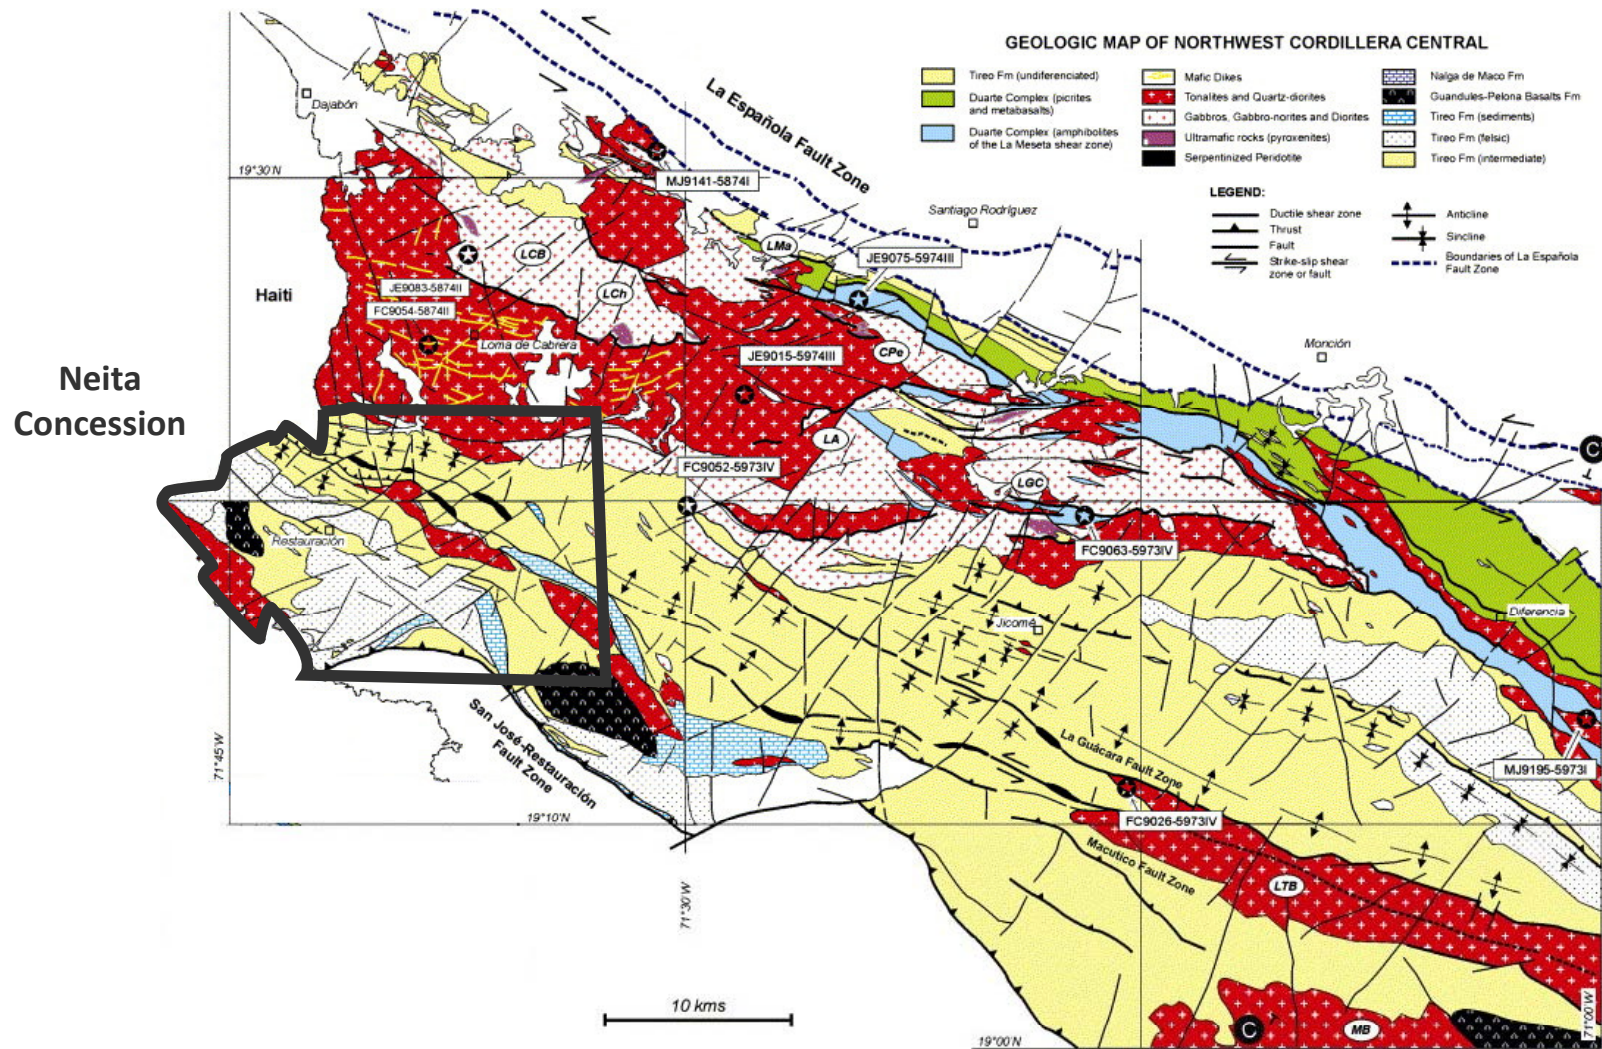 GEOLOGIC MAP OF NORTHWEST CORDILLERA CENTRAL
Tireo Fm (undiferenciated)
Duarte Complex (picrites
and metabasalts)
Duarte Complex (amphibolites
of the La Meseta shear zone)
Mafic Dikes
Tonalites and Quartz-diorites
Gabbros, Gabbro-norites and Diorites
Ultramafic rocks (pyroxenites)
Serpentinized Peridotite
Nalga de Maco Fm
Guandules-Pelona Basalts Fm
Tireo Fm (sediments)
Tireo Fm (felsic)
Tireo Fm (intermediate)
LEGEND:
Ductile shear zone
Thrust
Fault
Strike-slip shear
zone or fault
Anticline
Sincline
Boundaries of La Española
Fault Zone
La Española Fault Zone
Dajabón
19°30'N
MJ9141-5874I
Santiago Rodríguez
LMa
JE9075-5974III
LCB
LCh
Haiti
JE9083-5874II
FC9054-5874II
Loma de Cabrera
JE9015-5974III
CPe
Monción
Neita
Concession
LA
FC9052-5973IV
C
LGC
Restauración
FC9063-5973IV
Jicomé
Diferencia
San José-Restauración
Fault Zone
71°45'W
La Guácara Fault Zone
MJ9195-5973I
19°10'N
FC9026-5973IV
Macutico Fault Zone
LTB
71°30'W
10 kms
C
MB
71°00'W
19°00'N